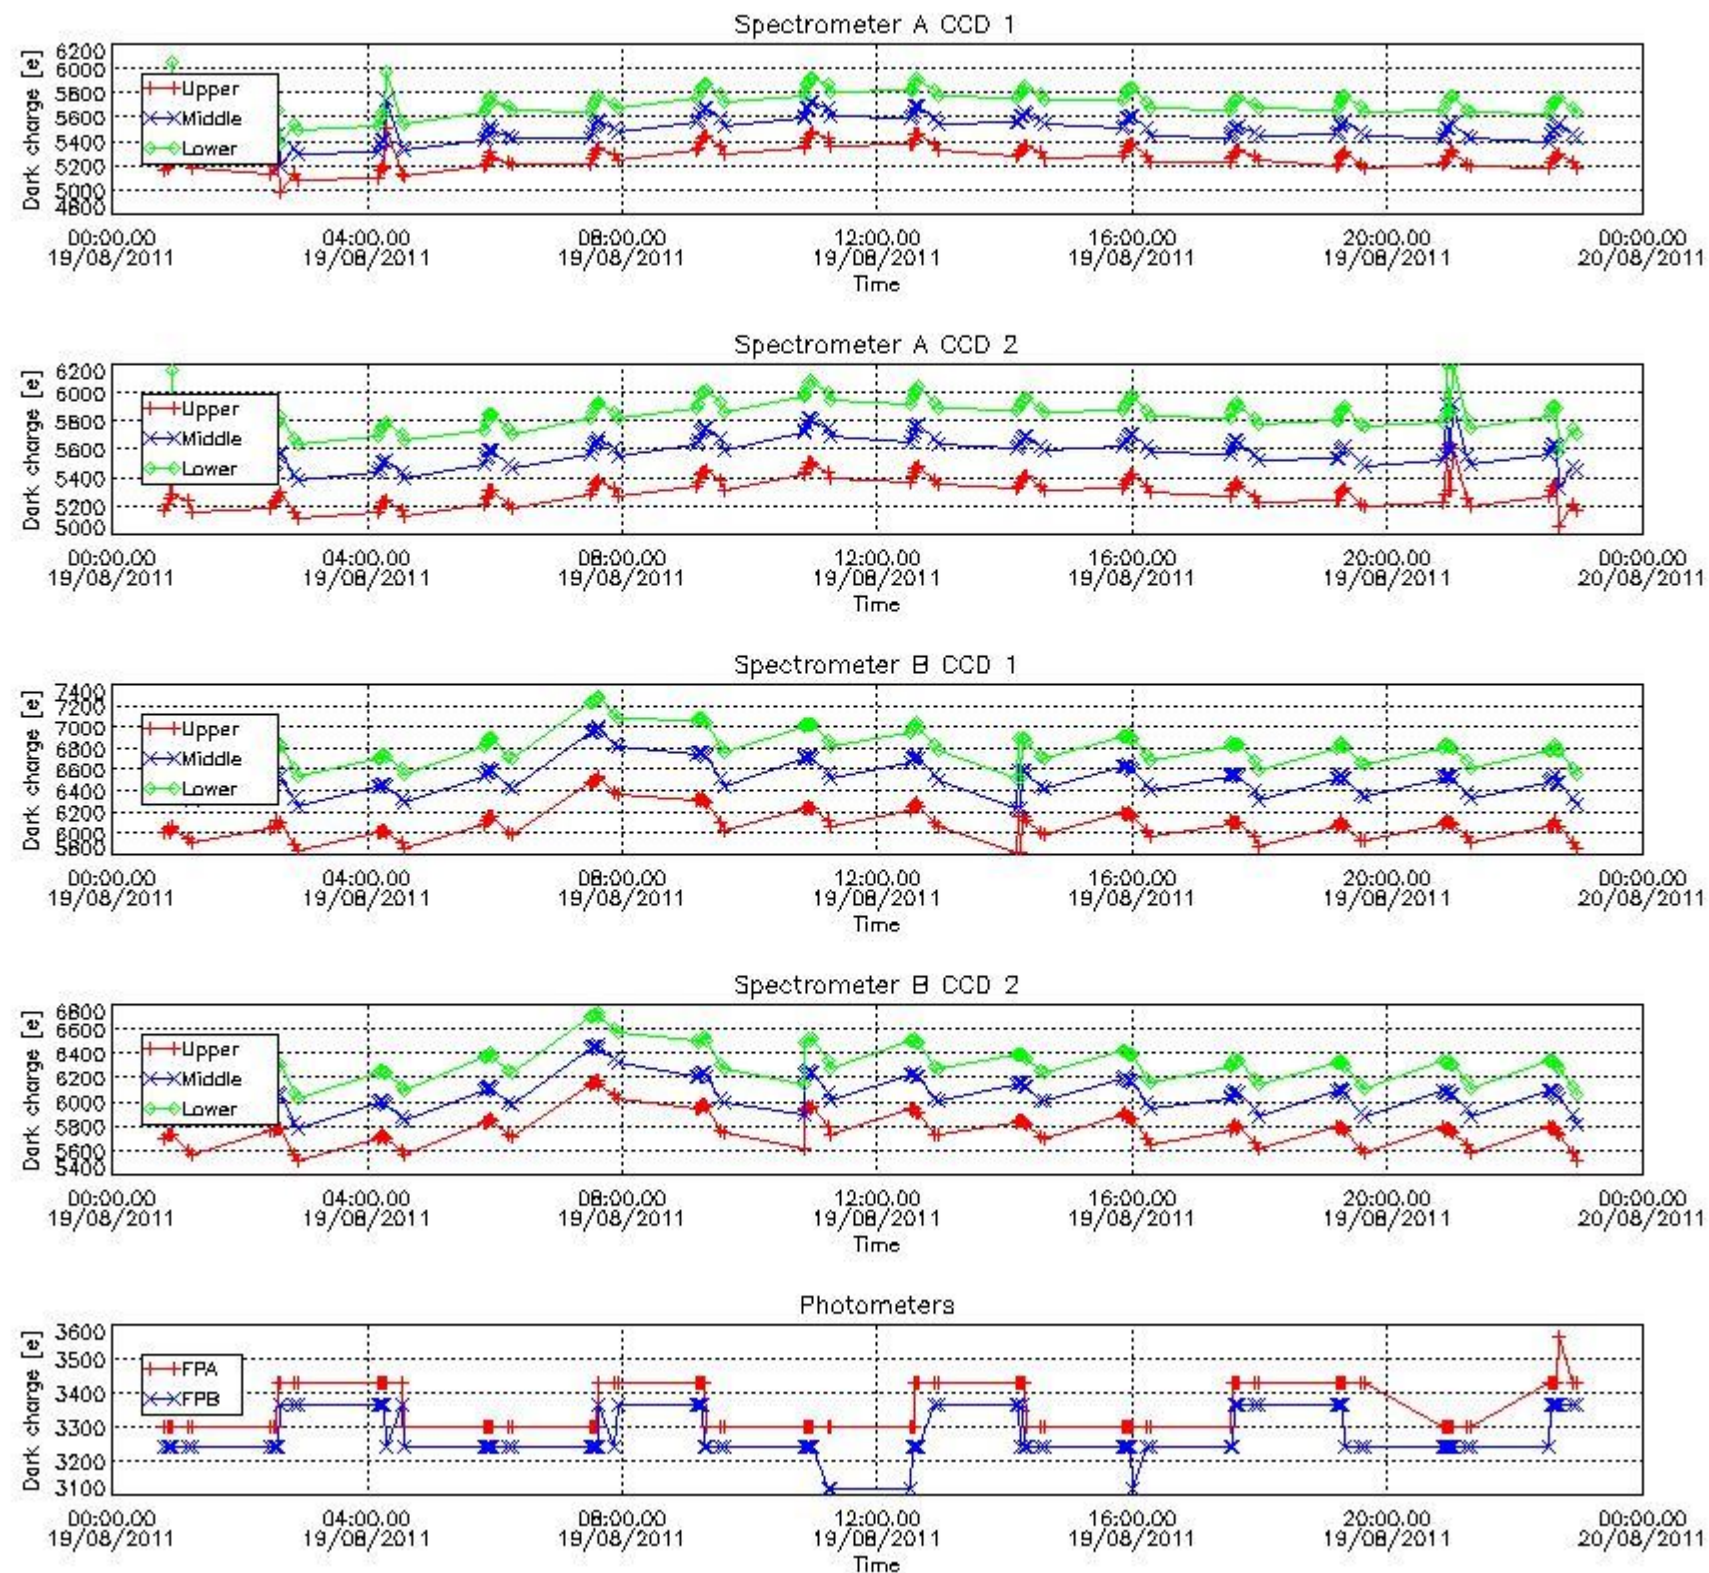 Spectrometer A CCD 1
Dark charge [e]
6200
6000
5800
5600
5400
5200
5000
4800
Upper
Middle
Lower
00:00.00 04:00.00 08:00.00 12:00.00 16:00.00 20:00.00 00:00.00
19/08/2011 19/08/2011 19/08/2011 19/08/2011 19/08/2011 19/08/2011 20/08/2011
Time
Spectrometer A CCD 2
Dark charge [e]
6200
6000
5800
5600
5400
5200
5000
Upper
Middle
Lower
00:00.00 04:00.00 08:00.00 12:00.00 16:00.00 20:00.00 00:00.00
19/08/2011 19/08/2011 19/08/2011 19/08/2011 19/08/2011 19/08/2011 20/08/2011
Time
Spectrometer B CCD 1
Dark charge [e]
7400
7200
7000
6800
6600
6400
6200
6000
5800
Upper
Middle
Lower
00:00.00 04:00.00 08:00.00 12:00.00 16:00.00 20:00.00 00:00.00
19/08/2011 19/08/2011 19/08/2011 19/08/2011 19/08/2011 19/08/2011 20/08/2011
Time
Spectrometer B CCD 2
Dark charge [e]
6800
6600
6400
6200
6000
5800
5600
5400
Upper
Middle
Lower
00:00.00 04:00.00 08:00.00 12:00.00 16:00.00 20:00.00 00:00.00
19/08/2011 19/08/2011 19/08/2011 19/08/2011 19/08/2011 19/08/2011 20/08/2011
Time
Photometers
Dark charge [e]
3600
3500
3400
3300
3200
3100
FPA
FPB
00:00.00 04:00.00 08:00.00 12:00.00 16:00.00 20:00.00 00:00.00
19/08/2011 19/08/2011 19/08/2011 19/08/2011 19/08/2011 19/08/2011 20/08/2011
Time